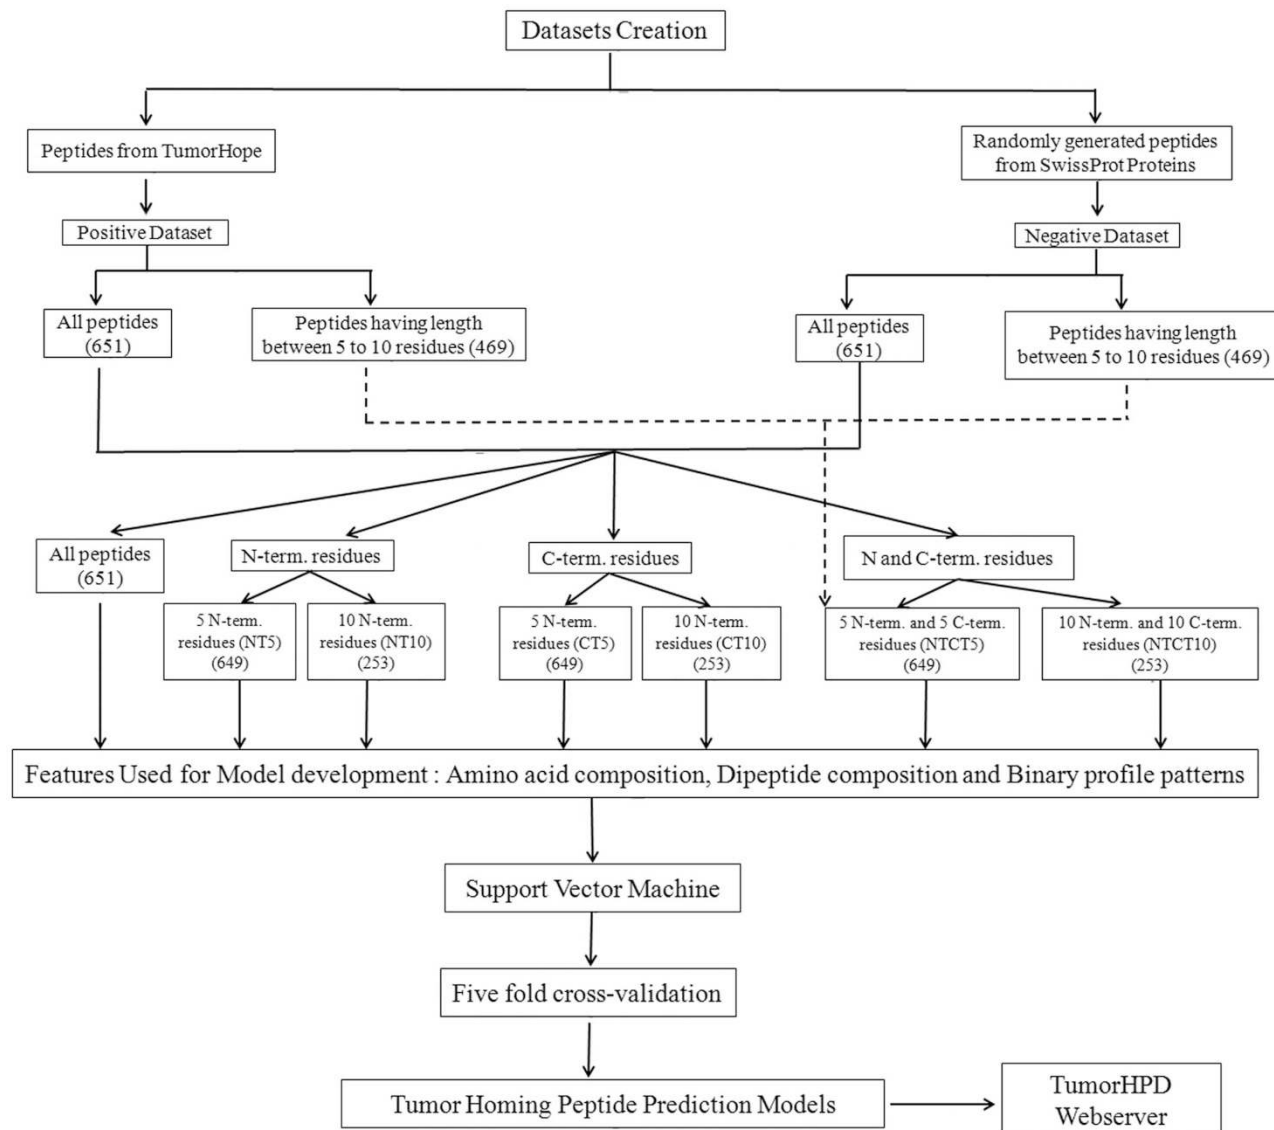 Datasets Creation
Peptides from TumorHope
Randomly generated peptides
from SwissProt Proteins
Positive Dataset
Negative Dataset
All peptides
(651)
Peptides having length
between 5 to 10 residues (469)
All peptides
(651)
Peptides having length
between 5 to 10 residues (469)
All peptides
(651)
N-term. residues
C-term. residues
N and C-term. residues
5 N-term.
residues (NT5)
(649)
10 N-term.
residues (NT10)
(253)
5 N-term.
residues (CT5)
(649)
10 N-term.
residues (CT10)
(253)
5 N-term. and 5 C-term.
residues (NTCT5)
(649)
10 N-term. and 10 C-term.
residues (NTCT10)
(253)
Features Used for Model development : Amino acid composition, Dipeptide composition and Binary profile patterns
Support Vector Machine
Five fold cross-validation
Tumor Homing Peptide Prediction Models
TumorHPD
Webserver